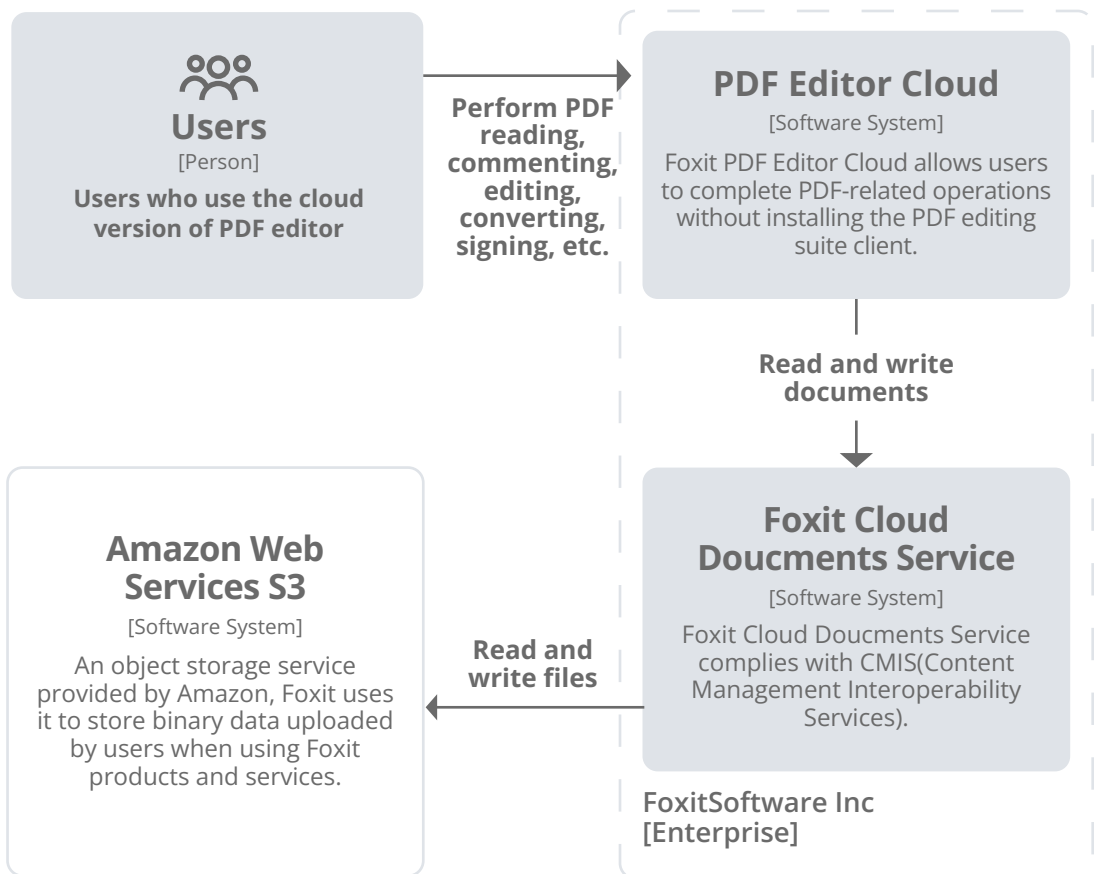 Users
[Person]
Users who use the cloud
version of PDF editor
Perform PDF
reading,
commenting,
editing,
converting,
signing, etc.
PDF Editor Cloud
[Software System]
Foxit PDF Editor Cloud allows users
to complete PDF-related operations
without installing the PDF editing
suite client.
Read and write
documents
Foxit Cloud
Doucments Service
[Software System]
Foxit Cloud Doucments Service
complies with CMIS(Content
Management Interoperability
Services).
Read and
write files
Amazon Web
Services S3
[Software System]
An object storage service
provided by Amazon, Foxit uses
it to store binary data uploaded
by users when using Foxit
products and services.
FoxitSoftware Inc
[Enterprise]